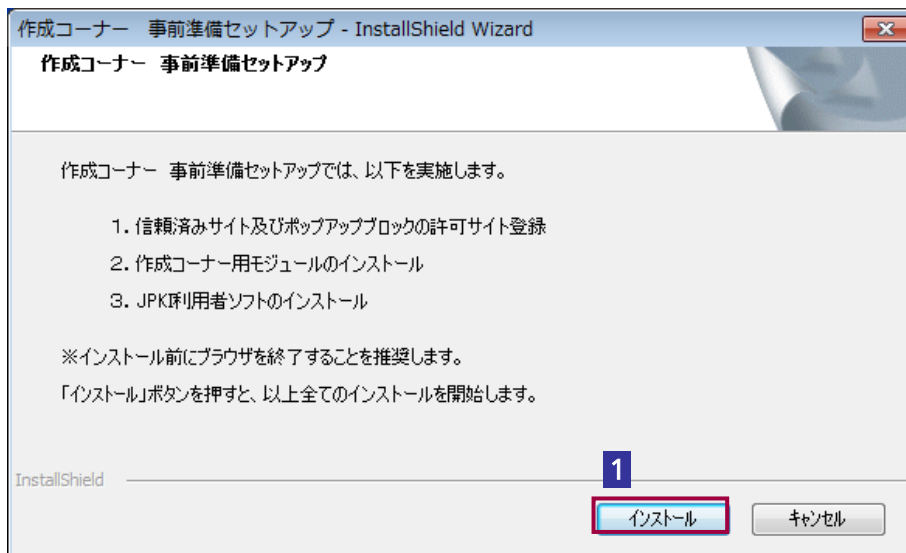 作成コーナー　事前準備セットアップ - InstallShield Wizard
作成コーナー 事前準備セットアップ
作成コーナー 事前準備セットアップでは、以下を実施します。
１．信頼済みサイト及びポップアップブロックの許可サイト登録
２．作成コーナー用モジュールのインストール
３．JPKI利用者ソフトのインストール
※インストール前にブラウザを終了することを推奨します。
「インストール」ボタンを押すと、以上全てのインストールを開始します。
InstallShield
1
インストール
キャンセル